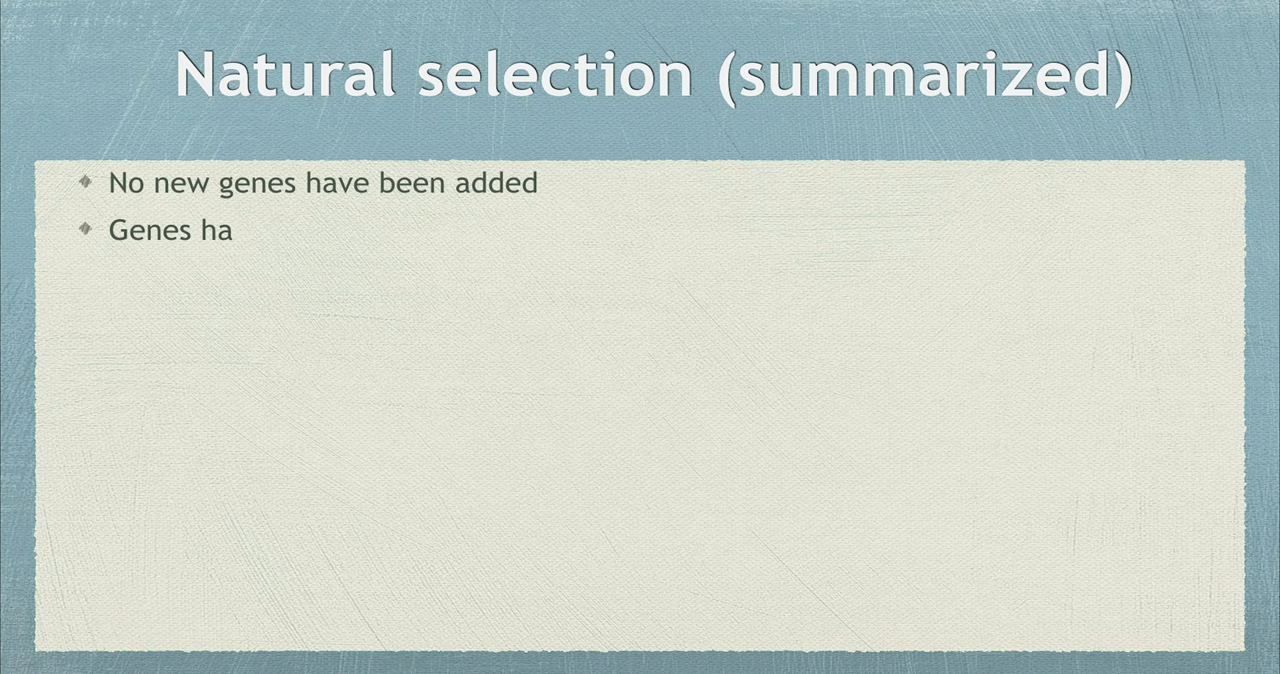 Natural selection (summarized)
No new genes have been added
Genes ha